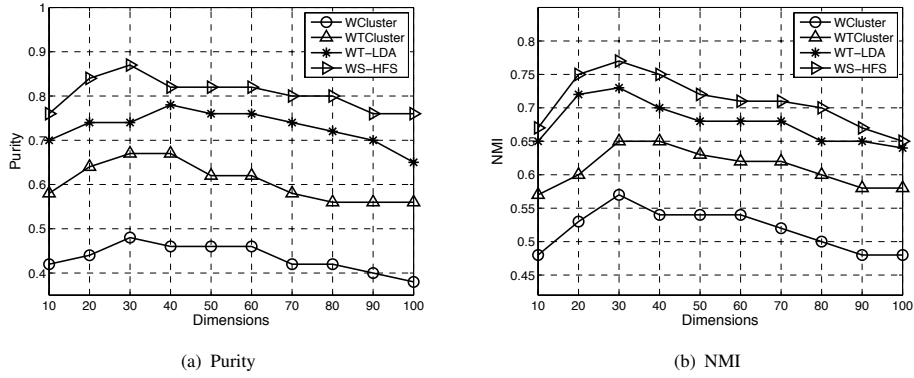 1
0.9
0.8
0.7
0.6
0.5
0.4
Purity
10 20 30 40 50 60 70 80 90 100
Dimensions
WCluster
WTCluster
WT-LDA
WS-HFS
(a) Purity
0.85
0.8
0.75
0.7
0.65
0.6
0.55
0.5
0.45
NMI
10 20 30 40 50 60 70 80 90 100
Dimensions
WCluster
WTCluster
WT-LDA
WS-HFS
(b) NMI